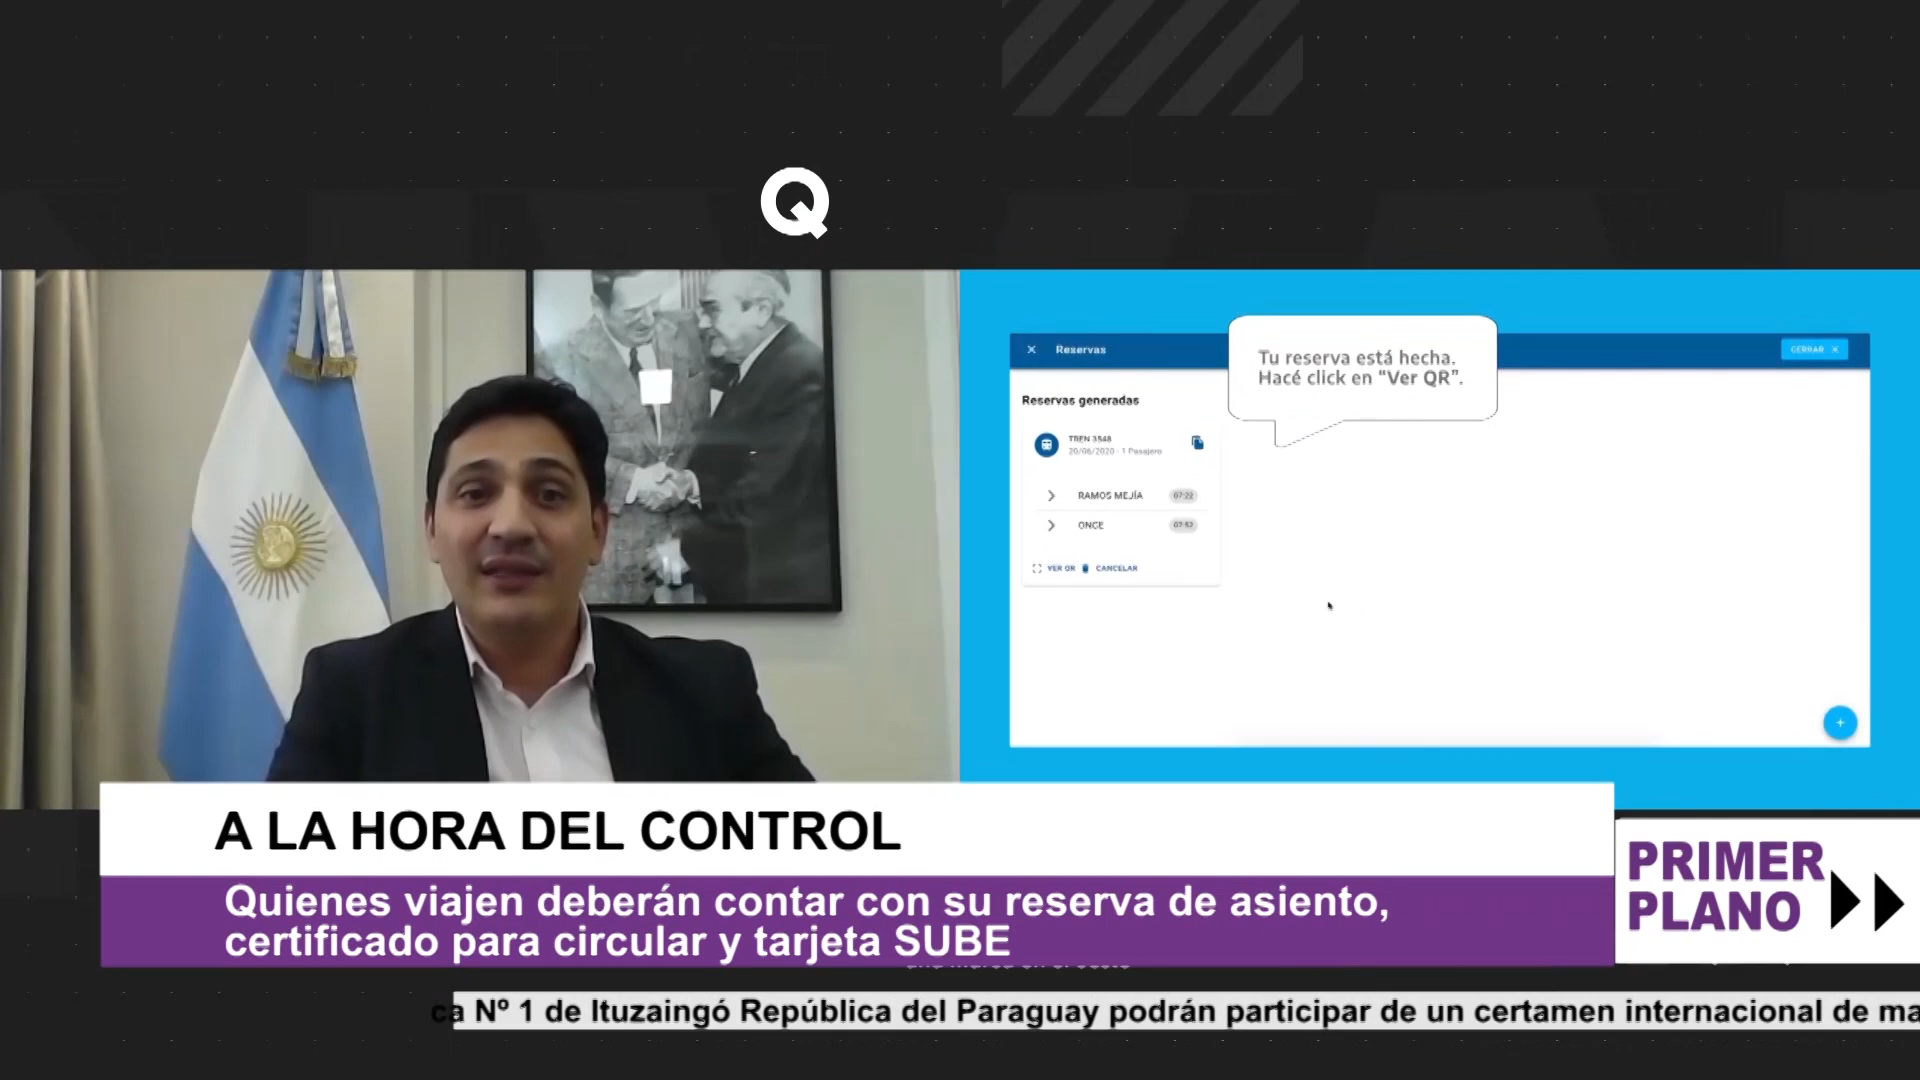 Q
Reservas
CERRAR X
Tu reserva está hecha.
Hacé click en “Ver QR”.
Reservas generadas
TREN 3548
20/06/2020 - 1 Pasajero
RAMOS MEJÍA 07:22
ONCE 07:52
VER QR CANCELAR
A LA HORA DEL CONTROL
Quienes viajen deberán contar con su reserva de asiento,
certificado para circular y tarjeta SUBE
PRIMER
PLANO
ca Nº 1 de Ituzaingó República del Paraguay podrán participar de un certamen internacional de ma